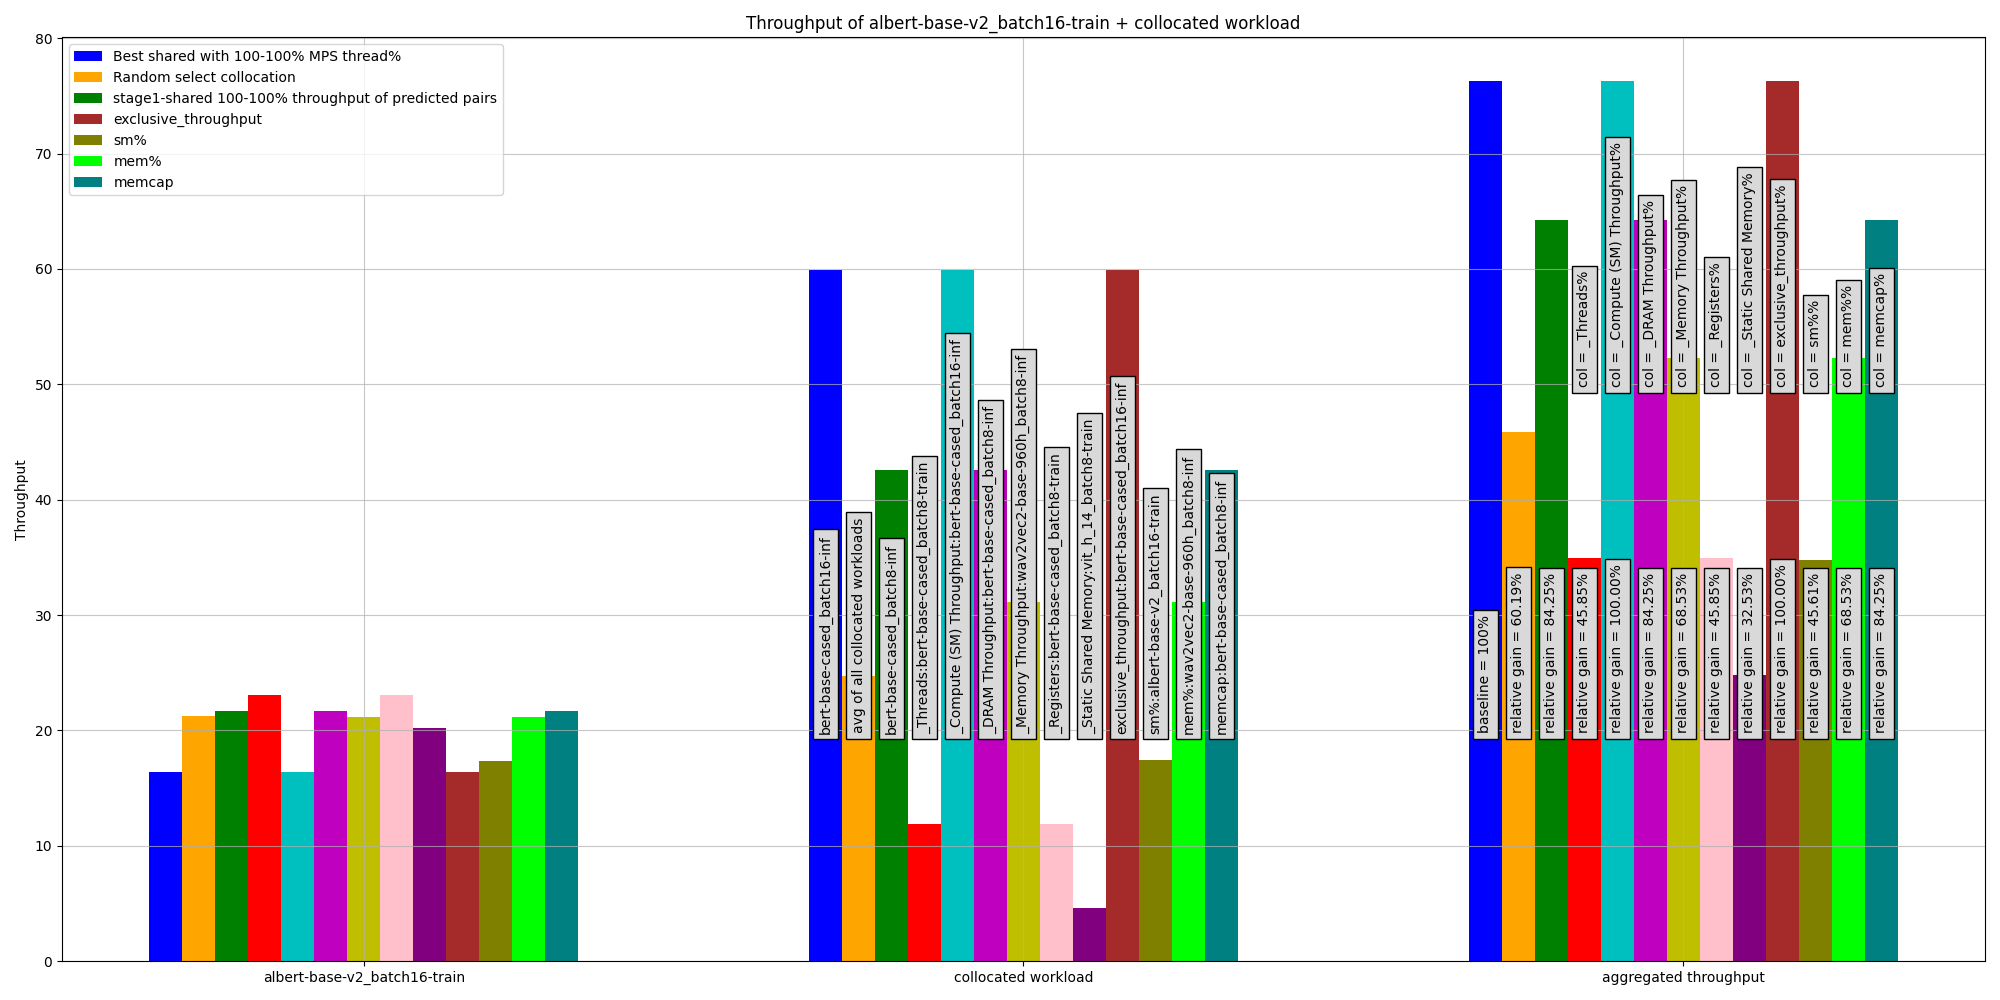 Throughput of albert-base-v2_batch16-train + collocated workload
Best shared with 100-100% MPS thread%
Random select collocation
stage1-shared 100-100% throughput of predicted pairs
exclusive_throughput
sm%
mem%
memcap
Throughput
80
70
60
50
40
30
20
10
0
bert-base-cased_batch16-inf
avg of all collocated workloads
bert-base-cased_batch8-inf
_Threads:bert-base-cased_batch8-train
_Compute (SM) Throughput:bert-base-cased_batch16-inf
_DRAM Throughput:bert-base-cased_batch8-inf
_Memory Throughput:wav2vec2-base-960h_batch8-inf
_Registers:bert-base-cased_batch8-train
_Static Shared Memory:vit_h_14_batch8-train
exclusive_throughput:bert-base-cased_batch16-inf
sm%:albert-base-v2_batch16-train
mem%:wav2vec2-base-960h_batch8-inf
memcap:bert-base-cased_batch8-inf
col = _Threads%
col = _Compute (SM) Throughput%
col = _DRAM Throughput%
col = _Memory Throughput%
col = _Registers%
col = _Static Shared Memory%
col = exclusive_throughput%
col = sm%%
col = mem%%
col = memcap%
baseline = 100%
relative gain = 60.19%
relative gain = 84.25%
relative gain = 45.85%
relative gain = 100.00%
relative gain = 84.25%
relative gain = 68.53%
relative gain = 45.85%
relative gain = 32.53%
relative gain = 100.00%
relative gain = 45.61%
relative gain = 68.53%
relative gain = 84.25%
albert-base-v2_batch16-train
collocated workload
aggregated throughput